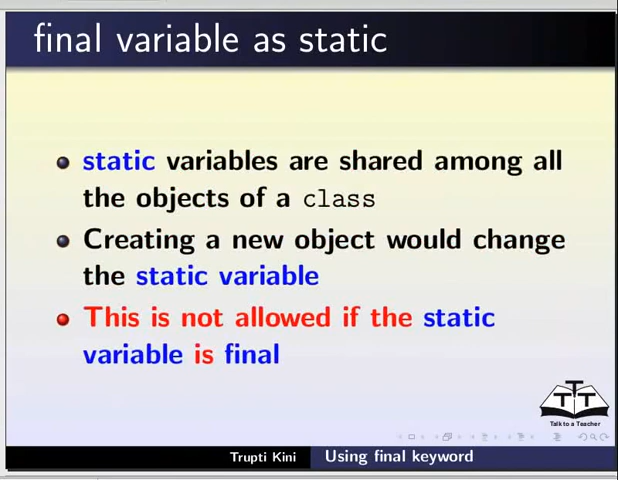 final variable as static
static variables are shared among all
the objects of a class
Creating a new object would change
the static variable
This is not allowed if the static
variable is final
TTT
Talk to a Teacher
Trupti Kini
Using final keyword